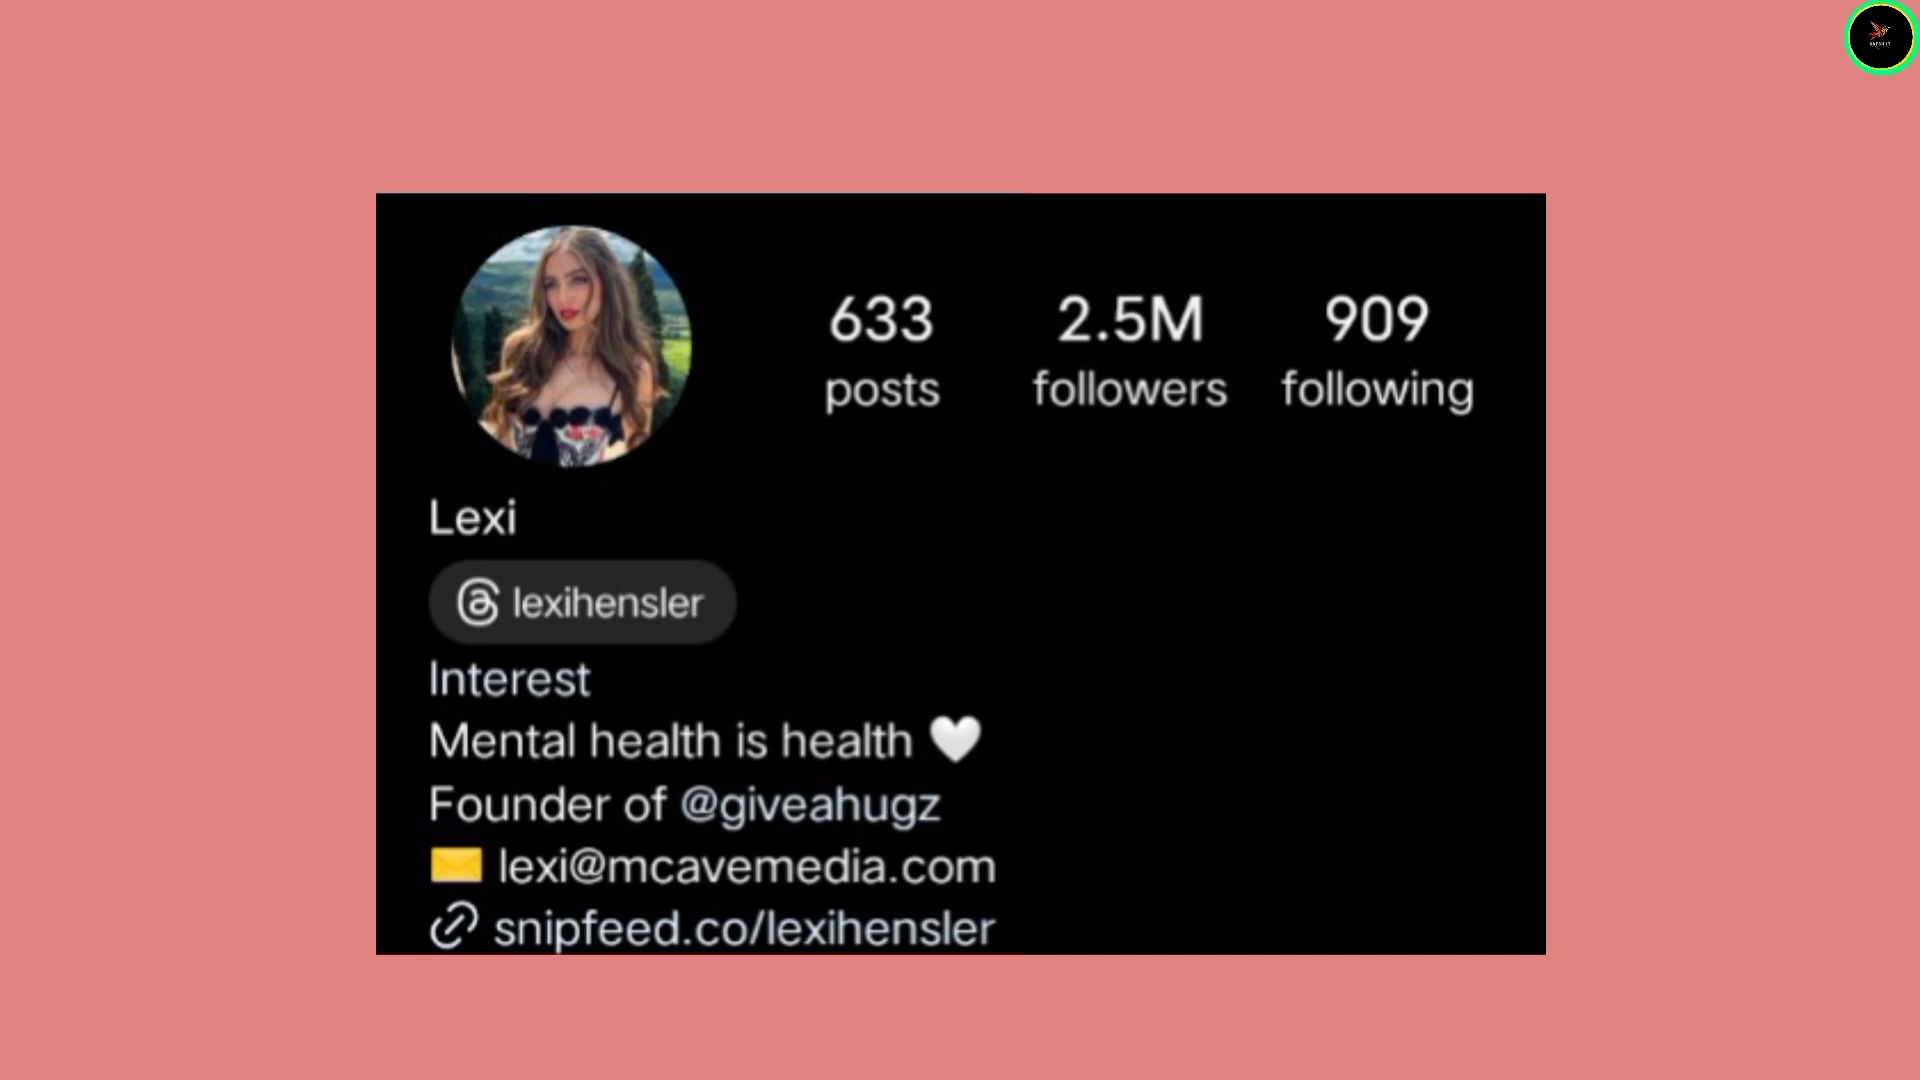 633 2.5M 909
posts followers following
Lexi
lexihensler
Interest
Mental health is health 🤍
Founder of @giveahugz
✉️ lexi@mcavemedia.com
snipfeed.co/lexihensler